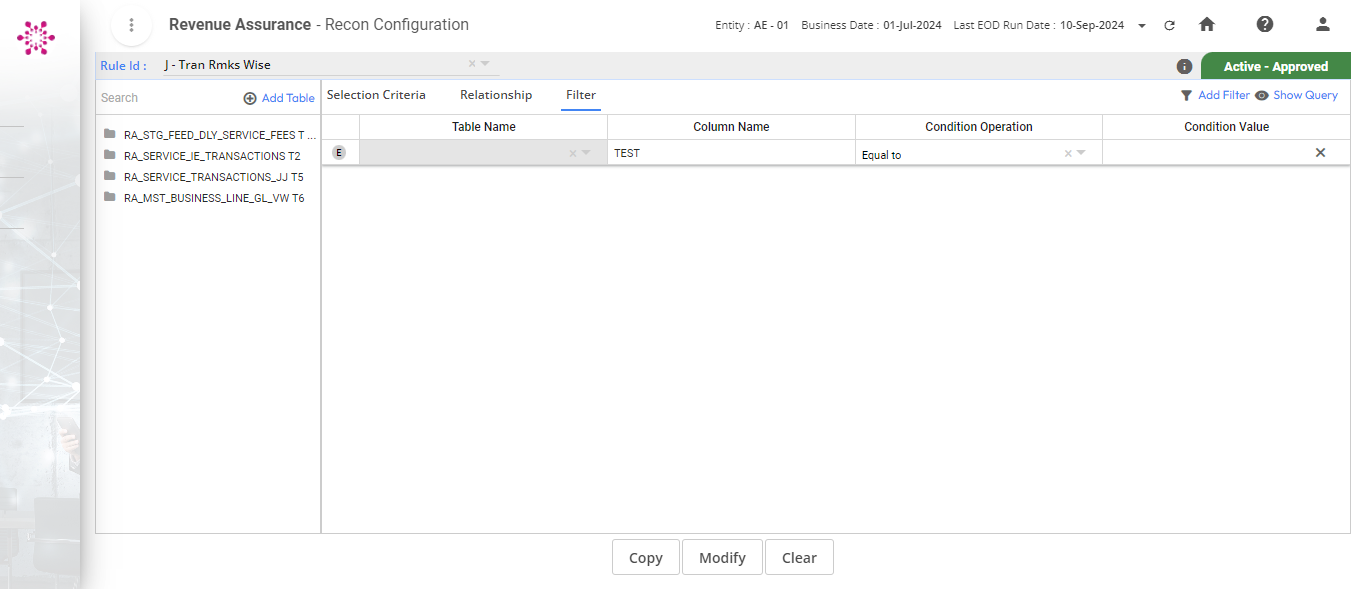 Revenue Assurance - Recon Configuration
Entity : AE - 01 Business Date : 01-Jul-2024 Last EOD Run Date : 10-Sep-2024
Rule Id : J - Tran Rmks Wise
Active - Approved
Search Add Table
Selection Criteria Relationship Filter
Add Filter Show Query
RA_STG_FEED_DLY_SERVICE_FEES T ...
RA_SERVICE_IE_TRANSACTIONS T2
RA_SERVICE_TRANSACTIONS_JJ T5
RA_MST_BUSINESS_LINE_GL_VW T6
Table Name Column Name Condition Operation Condition Value
E TEST Equal to
Copy Modify Clear